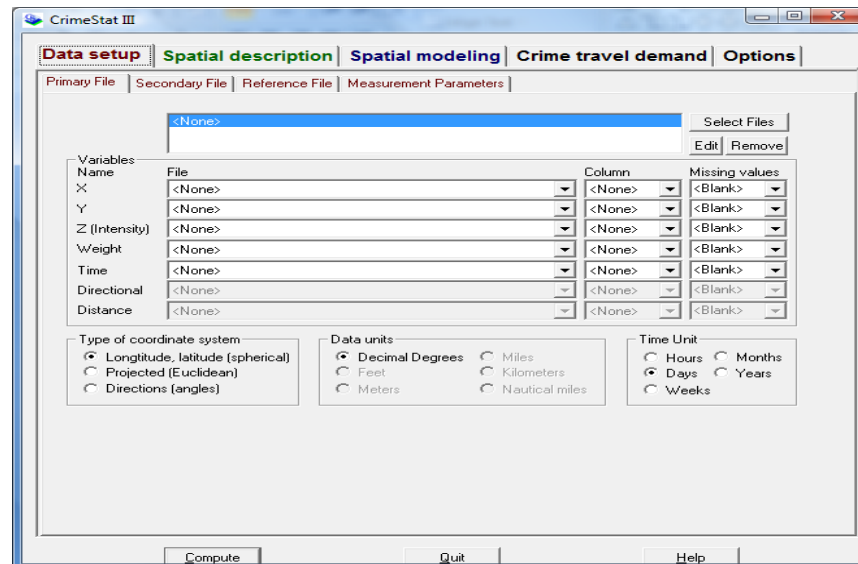 CrimeStat III
Data setup Spatial description Spatial modeling Crime travel demand Options
Primary File Secondary File Reference File Measurement Parameters
<None> Select Files
Edit Remove
Variables
Name File Column Missing values
X <None> <None> <Blank>
Y <None> <None> <Blank>
Z (Intensity) <None> <None> <Blank>
Weight <None> <None> <Blank>
Time <None> <None> <Blank>
Directional <None> <None> <Blank>
Distance <None> <None> <Blank>
Type of coordinate system Data units Time Unit
Longtitude, latitude (spherical) Decimal Degrees Miles Hours Months
Projected (Euclidean) Feet Kilometers Days Years
Directions (angles) Meters Nautical miles Weeks
Compute Quit Help